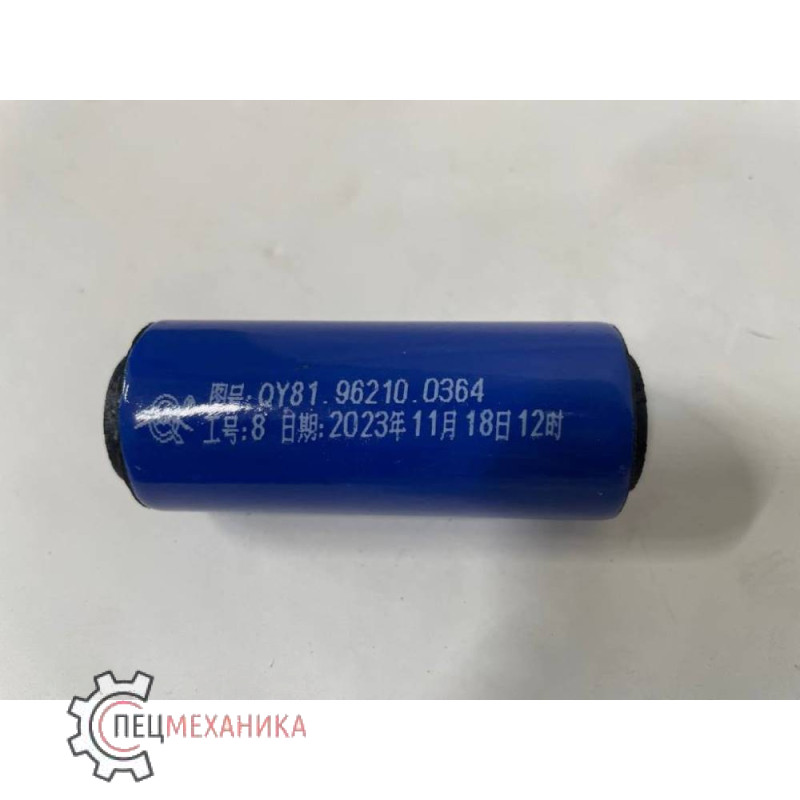 图号:QY81.96210.0364
工号:8 日期:2023年11月18日12时
СПЕЦМЕХАНИКА